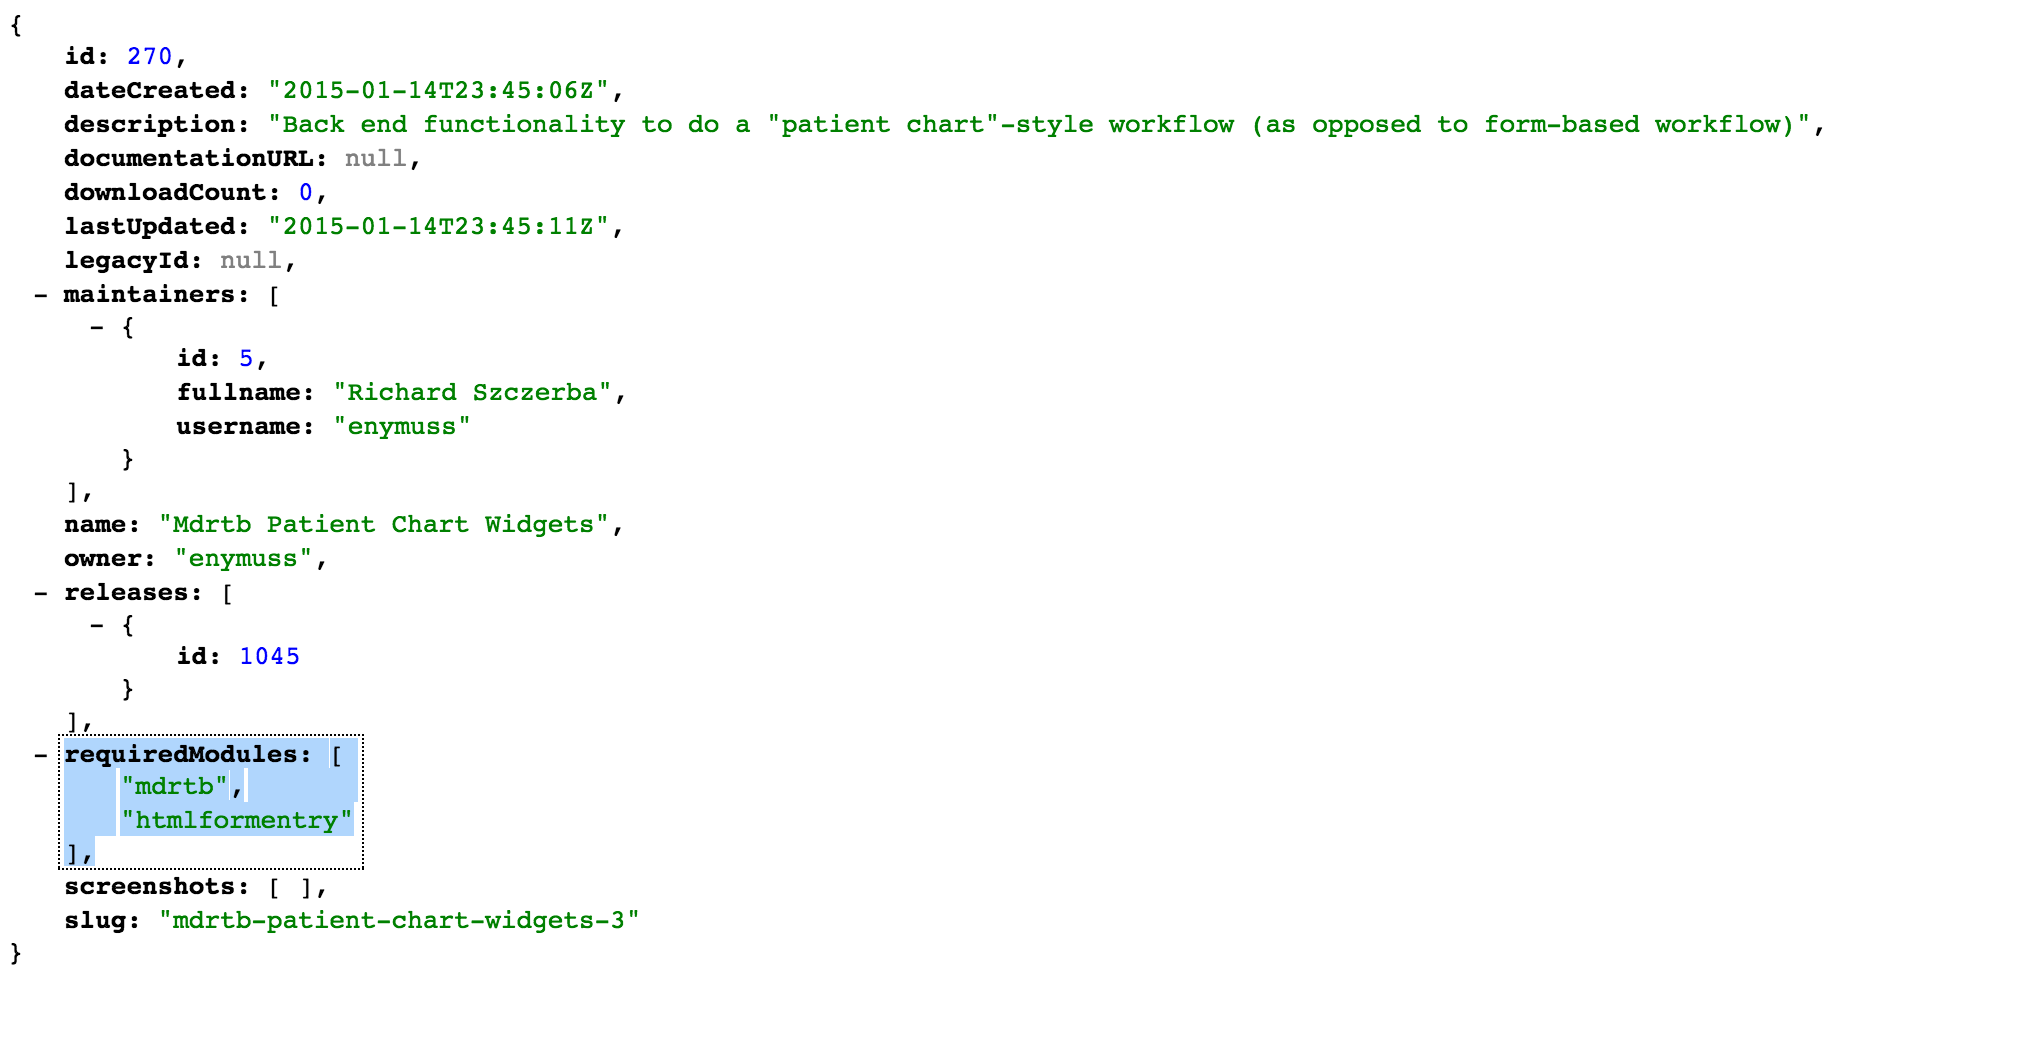 {
id: 270,
dateCreated: "2015-01-14T23:45:06Z",
description: "Back end functionality to do a "patient chart"-style workflow (as opposed to form-based workflow)",
documentationURL: null,
downloadCount: 0,
lastUpdated: "2015-01-14T23:45:11Z",
legacyId: null,
- maintainers: [
- {
id: 5,
fullname: "Richard Szczerba",
username: "enymuss"
}
],
name: "Mdrtb Patient Chart Widgets",
owner: "enymuss",
- releases: [
- {
id: 1045
}
],
- requiredModules: [
"mdrtb",
"htmlformentry"
],
screenshots: [ ],
slug: "mdrtb-patient-chart-widgets-3"
}